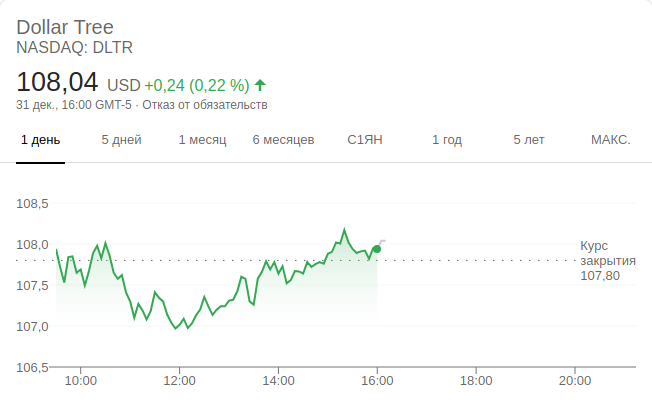 Dollar Tree
NASDAQ: DLTR
108,04 USD +0,24 (0,22 %)
31 дек., 16:00 GMT-5 · Отказ от обязательств
1 день 5 дней 1 месяц 6 месяцев С1ЯН 1 год 5 лет МАКС.
108,5
108,0
107,5
107,0
106,5
Курс
закрытия
107,80
10:00 12:00 14:00 16:00 18:00 20:00